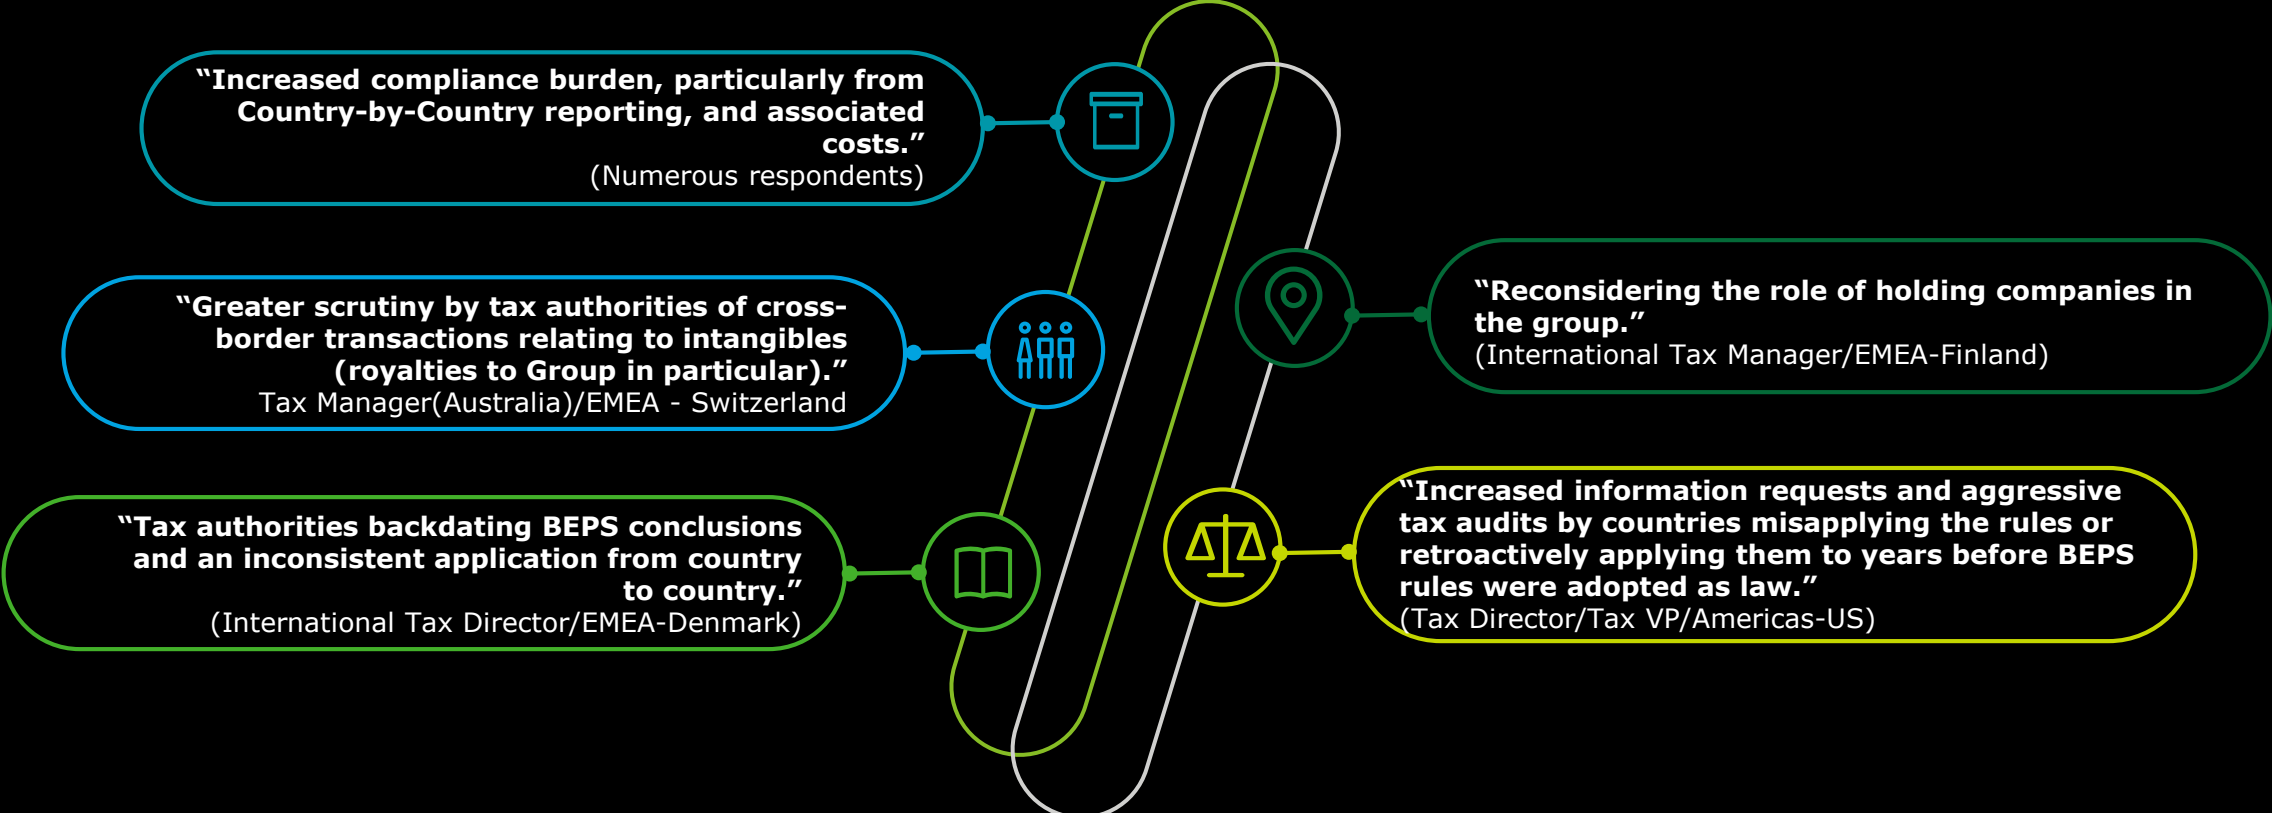 “Increased compliance burden, particularly from
Country-by-Country reporting, and associated
costs.”
(Numerous respondents)
“Greater scrutiny by tax authorities of cross-
border transactions relating to intangibles
(royalties to Group in particular).”
Tax Manager(Australia)/EMEA - Switzerland
“Tax authorities backdating BEPS conclusions
and an inconsistent application from country
to country.”
(International Tax Director/EMEA-Denmark)
“Reconsidering the role of holding companies in
the group.”
(International Tax Manager/EMEA-Finland)
“Increased information requests and aggressive
tax audits by countries misapplying the rules or
retroactively applying them to years before BEPS
rules were adopted as law.”
(Tax Director/Tax VP/Americas-US)